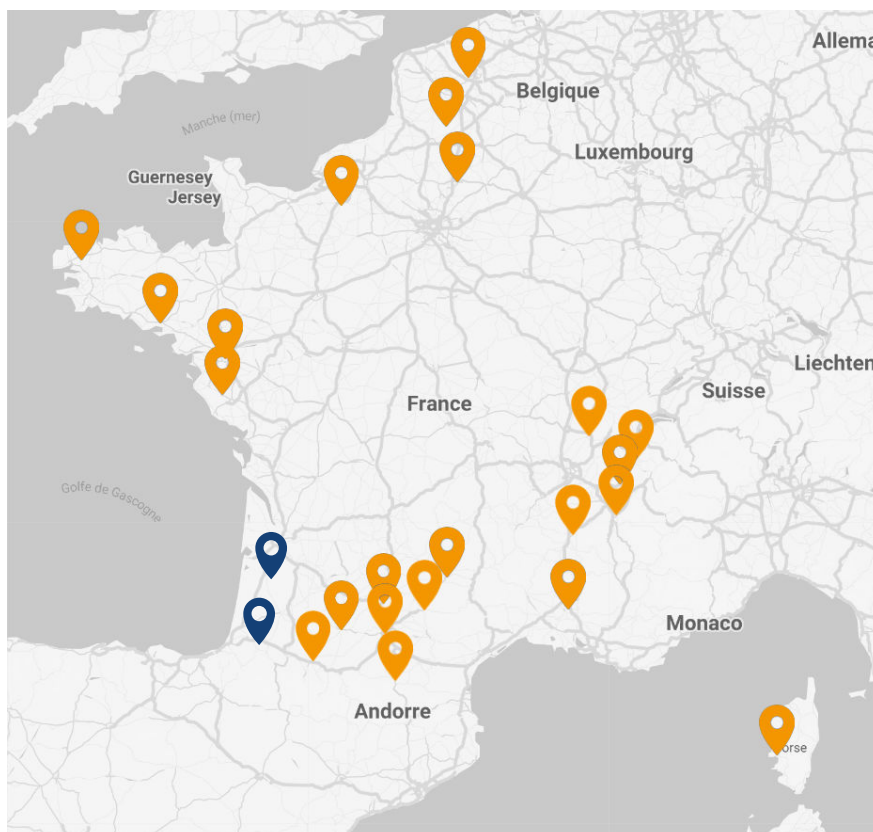 Allema
Belgique
Manche (mer)
Luxembourg
Guernesey
Jersey
Liechten
Suisse
France
Golfe de Gascogne
Monaco
Andorre
orse